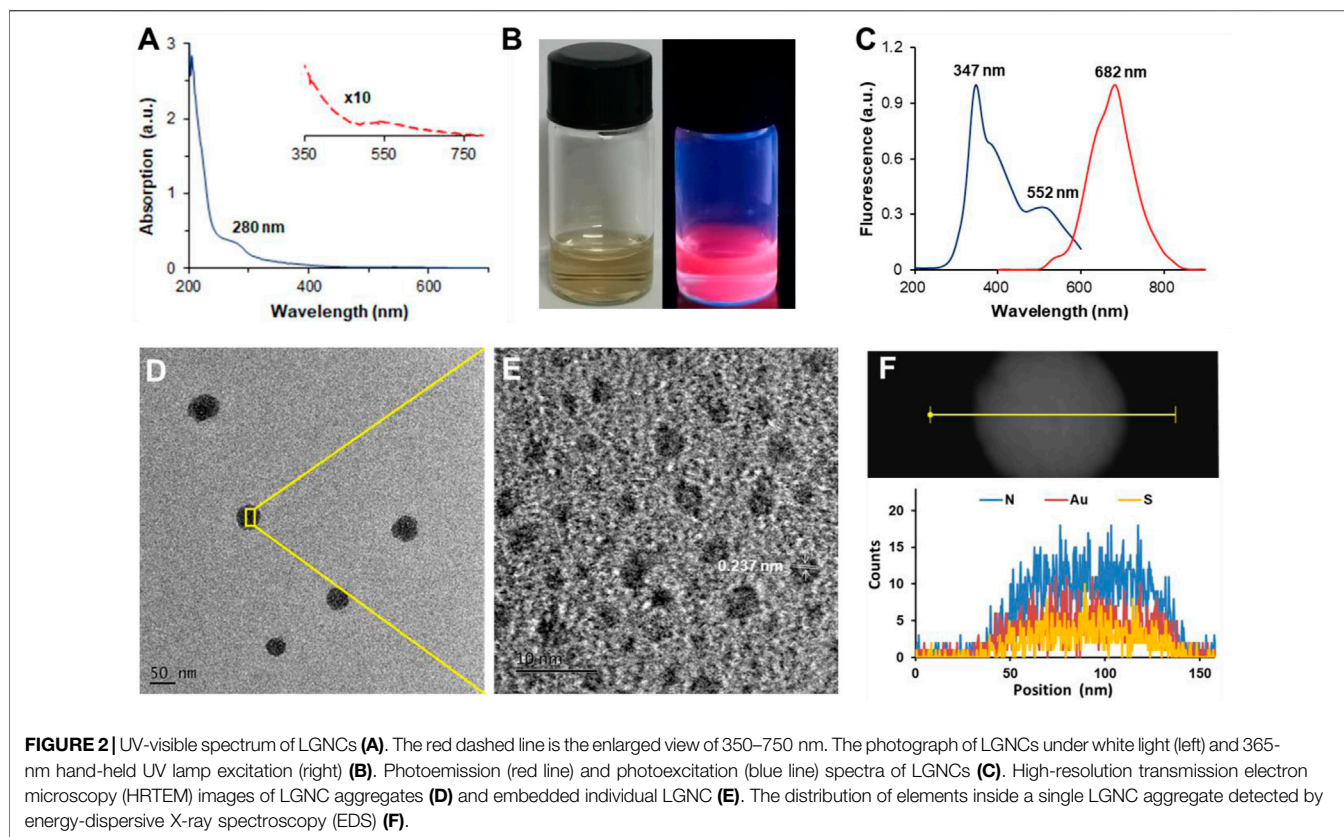 A
3
2
1
0
200
400
600
Absorption (a.u.)
Wavelength (nm)
280 nm
x10
350
550
750
B
C
1.2
0.9
0.6
0.3
0
200
400
600
800
Fluorescence (a.u.)
Wavelength (nm)
347 nm
552 nm
682 nm
D
50 nm
E
0.237 nm
10 nm
F
N Au S
20
15
10
5
0
0 50 100 150
Counts
Position (nm)
FIGURE 2 | UV-visible spectrum of LGNCs (A). The red dashed line is the enlarged view of 350–750 nm. The photograph of LGNCs under white light (left) and 365-
nm hand-held UV lamp excitation (right) (B). Photoemission (red line) and photoexcitation (blue line) spectra of LGNCs (C). High-resolution transmission electron
microscopy (HRTEM) images of LGNC aggregates (D) and embedded individual LGNC (E). The distribution of elements inside a single LGNC aggregate detected by
energy-dispersive X-ray spectroscopy (EDS) (F).